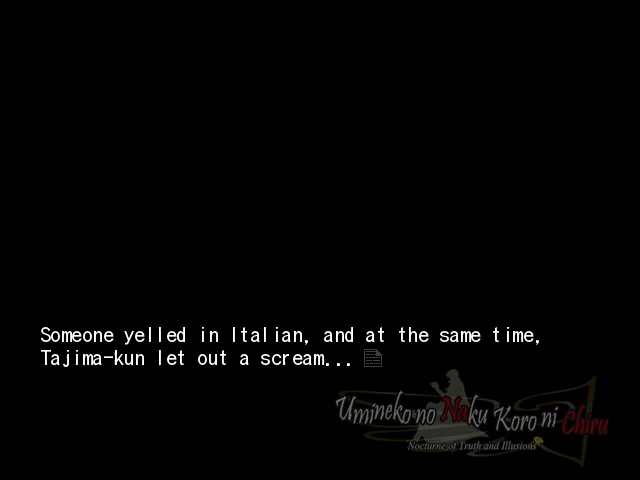 Someone yelled in Italian, and at the same time,
Tajima-kun let out a scream...
Umineko no Naku Koro ni Chiru
Nocturne of Truth and Illusions